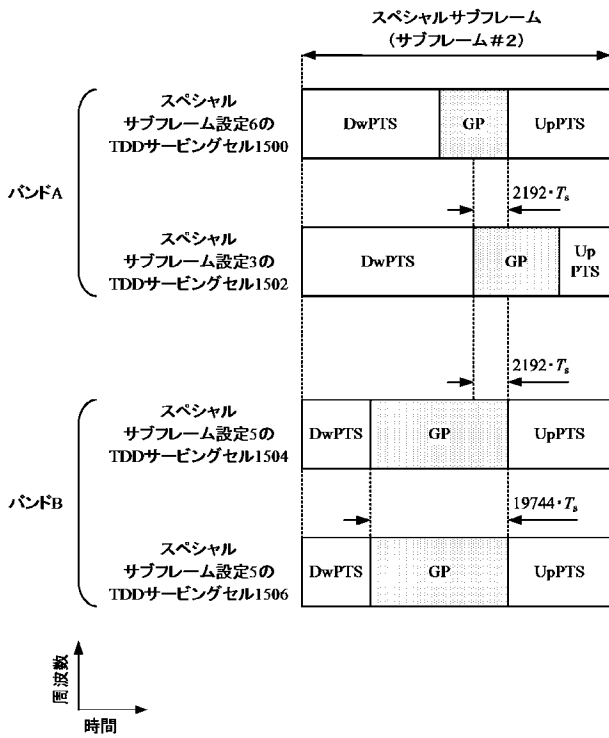 スペシャルサブフレーム
(サブフレーム#2)
バンドA
スペシャル
サブフレーム設定6の
TDDサービングセル1500
DwPTS
GP
UpPTS
2192・Ts
スペシャル
サブフレーム設定3の
TDDサービングセル1502
DwPTS
GP
Up
PTS
2192・Ts
バンドB
スペシャル
サブフレーム設定5の
TDDサービングセル1504
DwPTS
GP
UpPTS
19744・Ts
スペシャル
サブフレーム設定5の
TDDサービングセル1506
DwPTS
GP
UpPTS
周波数
時間